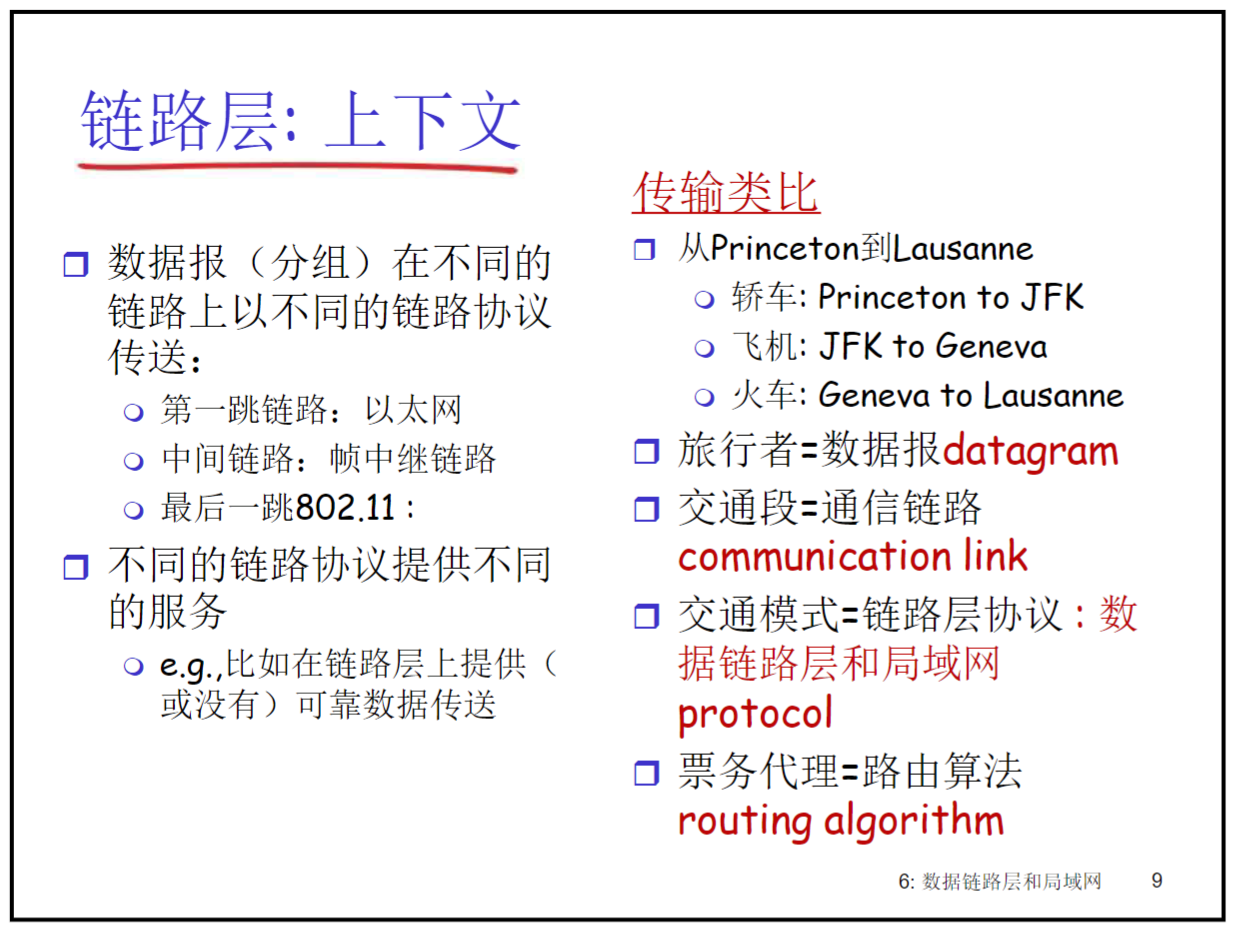 链路层: 上下文
数据报（分组）在不同的
链路上以不同的链路协议
传送：
第一跳链路：以太网
中间链路：帧中继链路
最后一跳802.11：
不同的链路协议提供不同
的服务
e.g.,比如在链路层上提供（
或没有）可靠数据传送
传输类比
从Princeton到Lausanne
轿车: Princeton to JFK
飞机: JFK to Geneva
火车: Geneva to Lausanne
旅行者=数据报datagram
交通段=通信链路
communication link
交通模式=链路层协议：数
据链路层和局域网
protocol
票务代理=路由算法
routing algorithm
6: 数据链路层和局域网 9